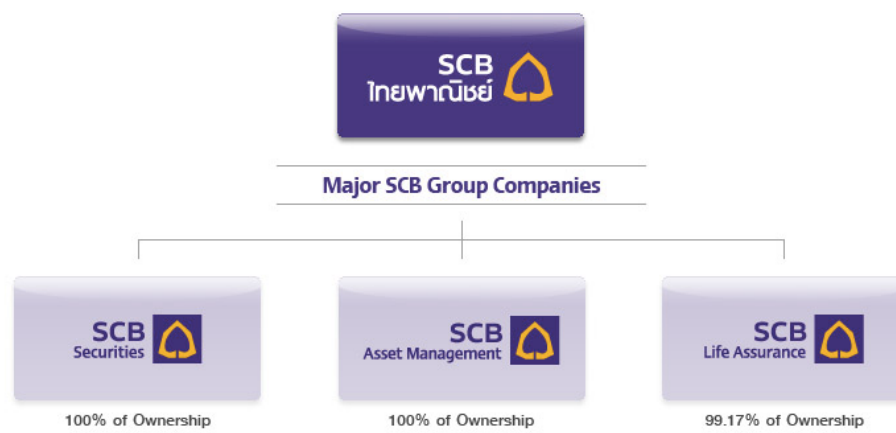 SCB
ไทยพาณิชย์
Major SCB Group Companies
SCB
Securities
100% of Ownership
SCB
Asset Management
100% of Ownership
SCB
Life Assurance
99.17% of Ownership